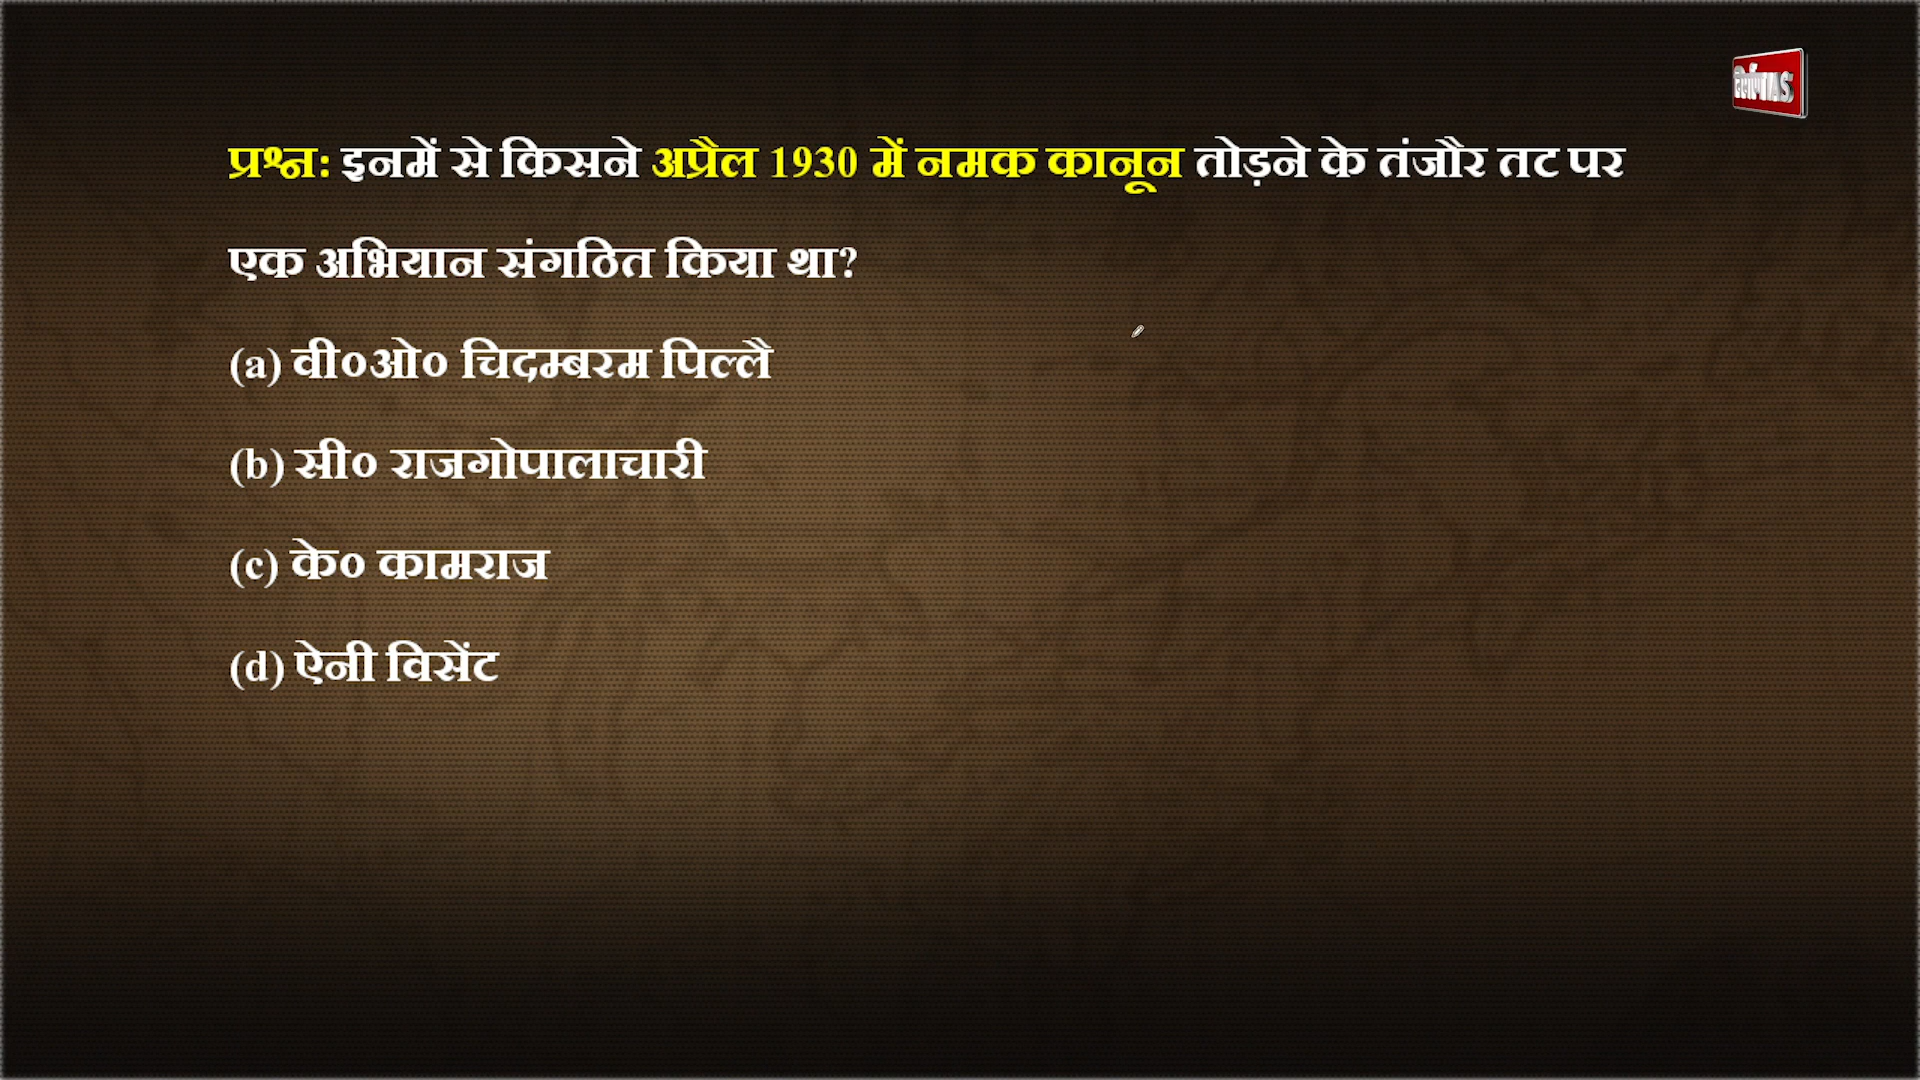 प्रश्न: इनमें से किसने अप्रैल 1930 में नमक कानून तोड़ने के तंजौर तट पर
एक अभियान संगठित किया था?
(a) वी०ओ० चिदम्बरम पिल्लै
(b) सी० राजगोपालाचारी
(c) के० कामराज
(d) ऐनी विसेंट